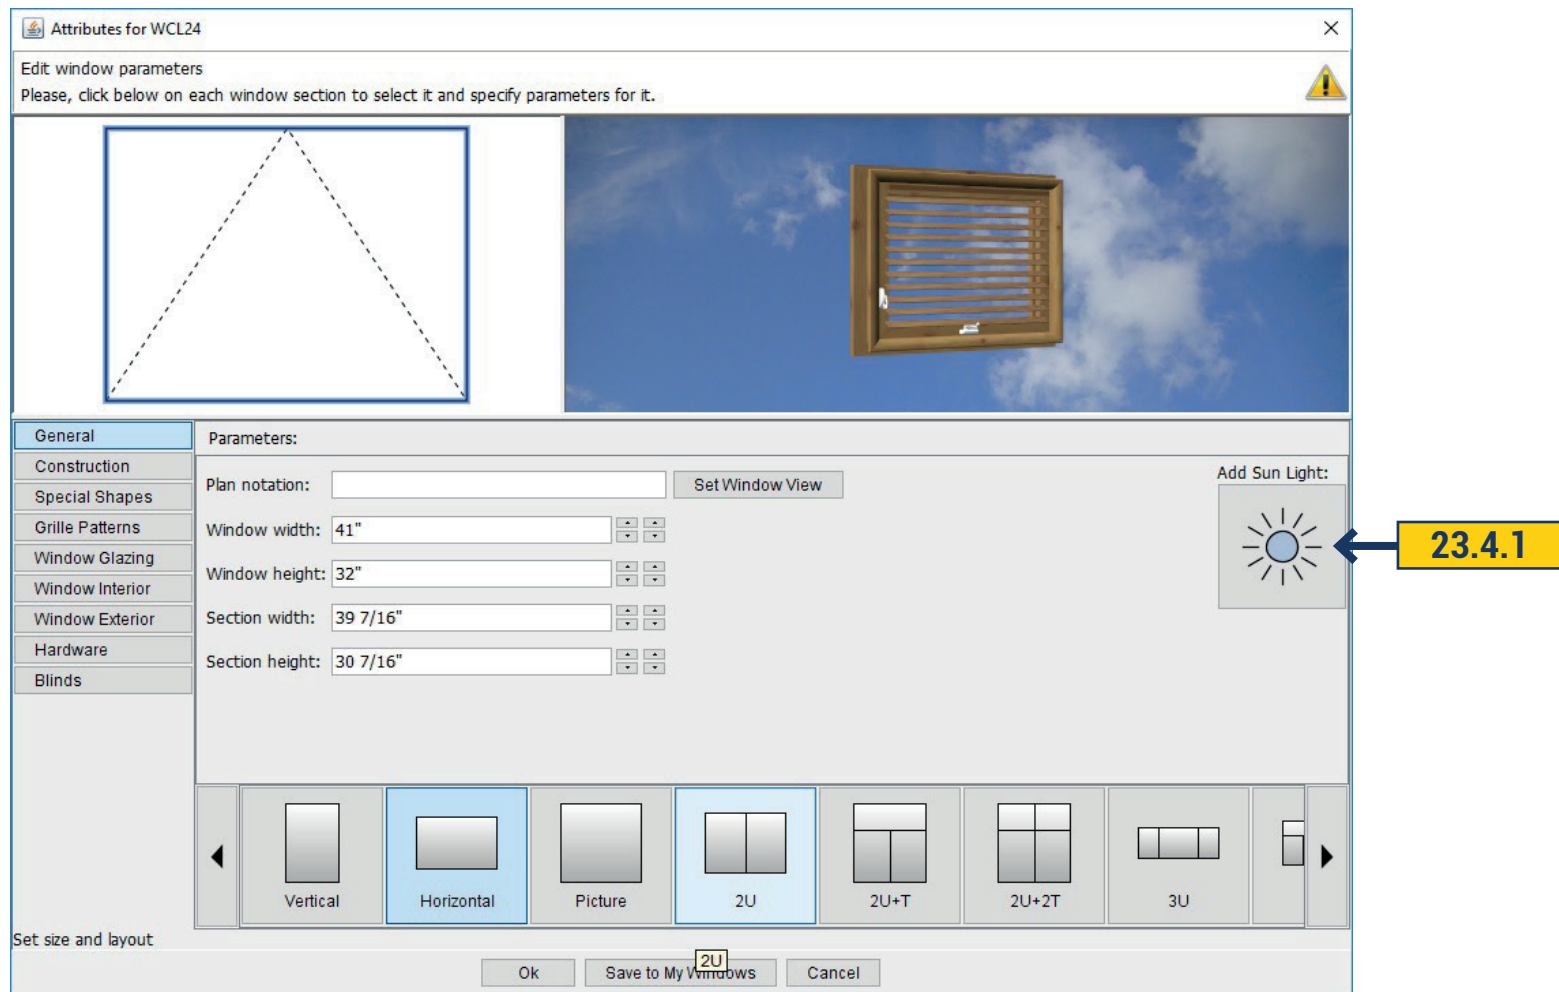 Attributes for WCL24
Edit window parameters
Please, click below on each window section to select it and specify parameters for it.
General
Construction
Special Shapes
Grille Patterns
Window Glazing
Window Interior
Window Exterior
Hardware
Blinds
Parameters:
Plan notation:
Set Window View
Window width: 41"
Window height: 32"
Section width: 39 7/16"
Section height: 30 7/16"
Add Sun Light:
23.4.1
Vertical
Horizontal
Picture
2U
2U+T
2U+2T
3U
Set size and layout
2U
Ok
Save to My Windows
Cancel